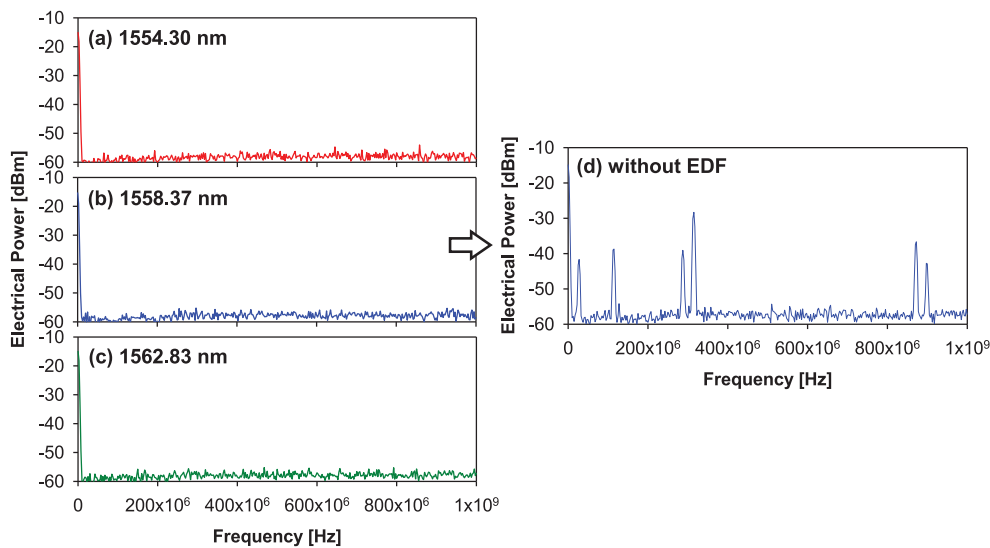 Electrical Power [dBm]
-10
-20
-30
-40
-50
-60
(a) 1554.30 nm
-10
-20
-30
-40
-50
-60
(b) 1558.37 nm
-10
-20
-30
-40
-50
-60
(c) 1562.83 nm
0
200x10⁶
400x10⁶
600x10⁶
800x10⁶
1x10⁹
Frequency [Hz]
Electrical Power [dBm]
-10
-20
-30
-40
-50
-60
(d) without EDF
0
200x10⁶
400x10⁶
600x10⁶
800x10⁶
1x10⁹
Frequency [Hz]